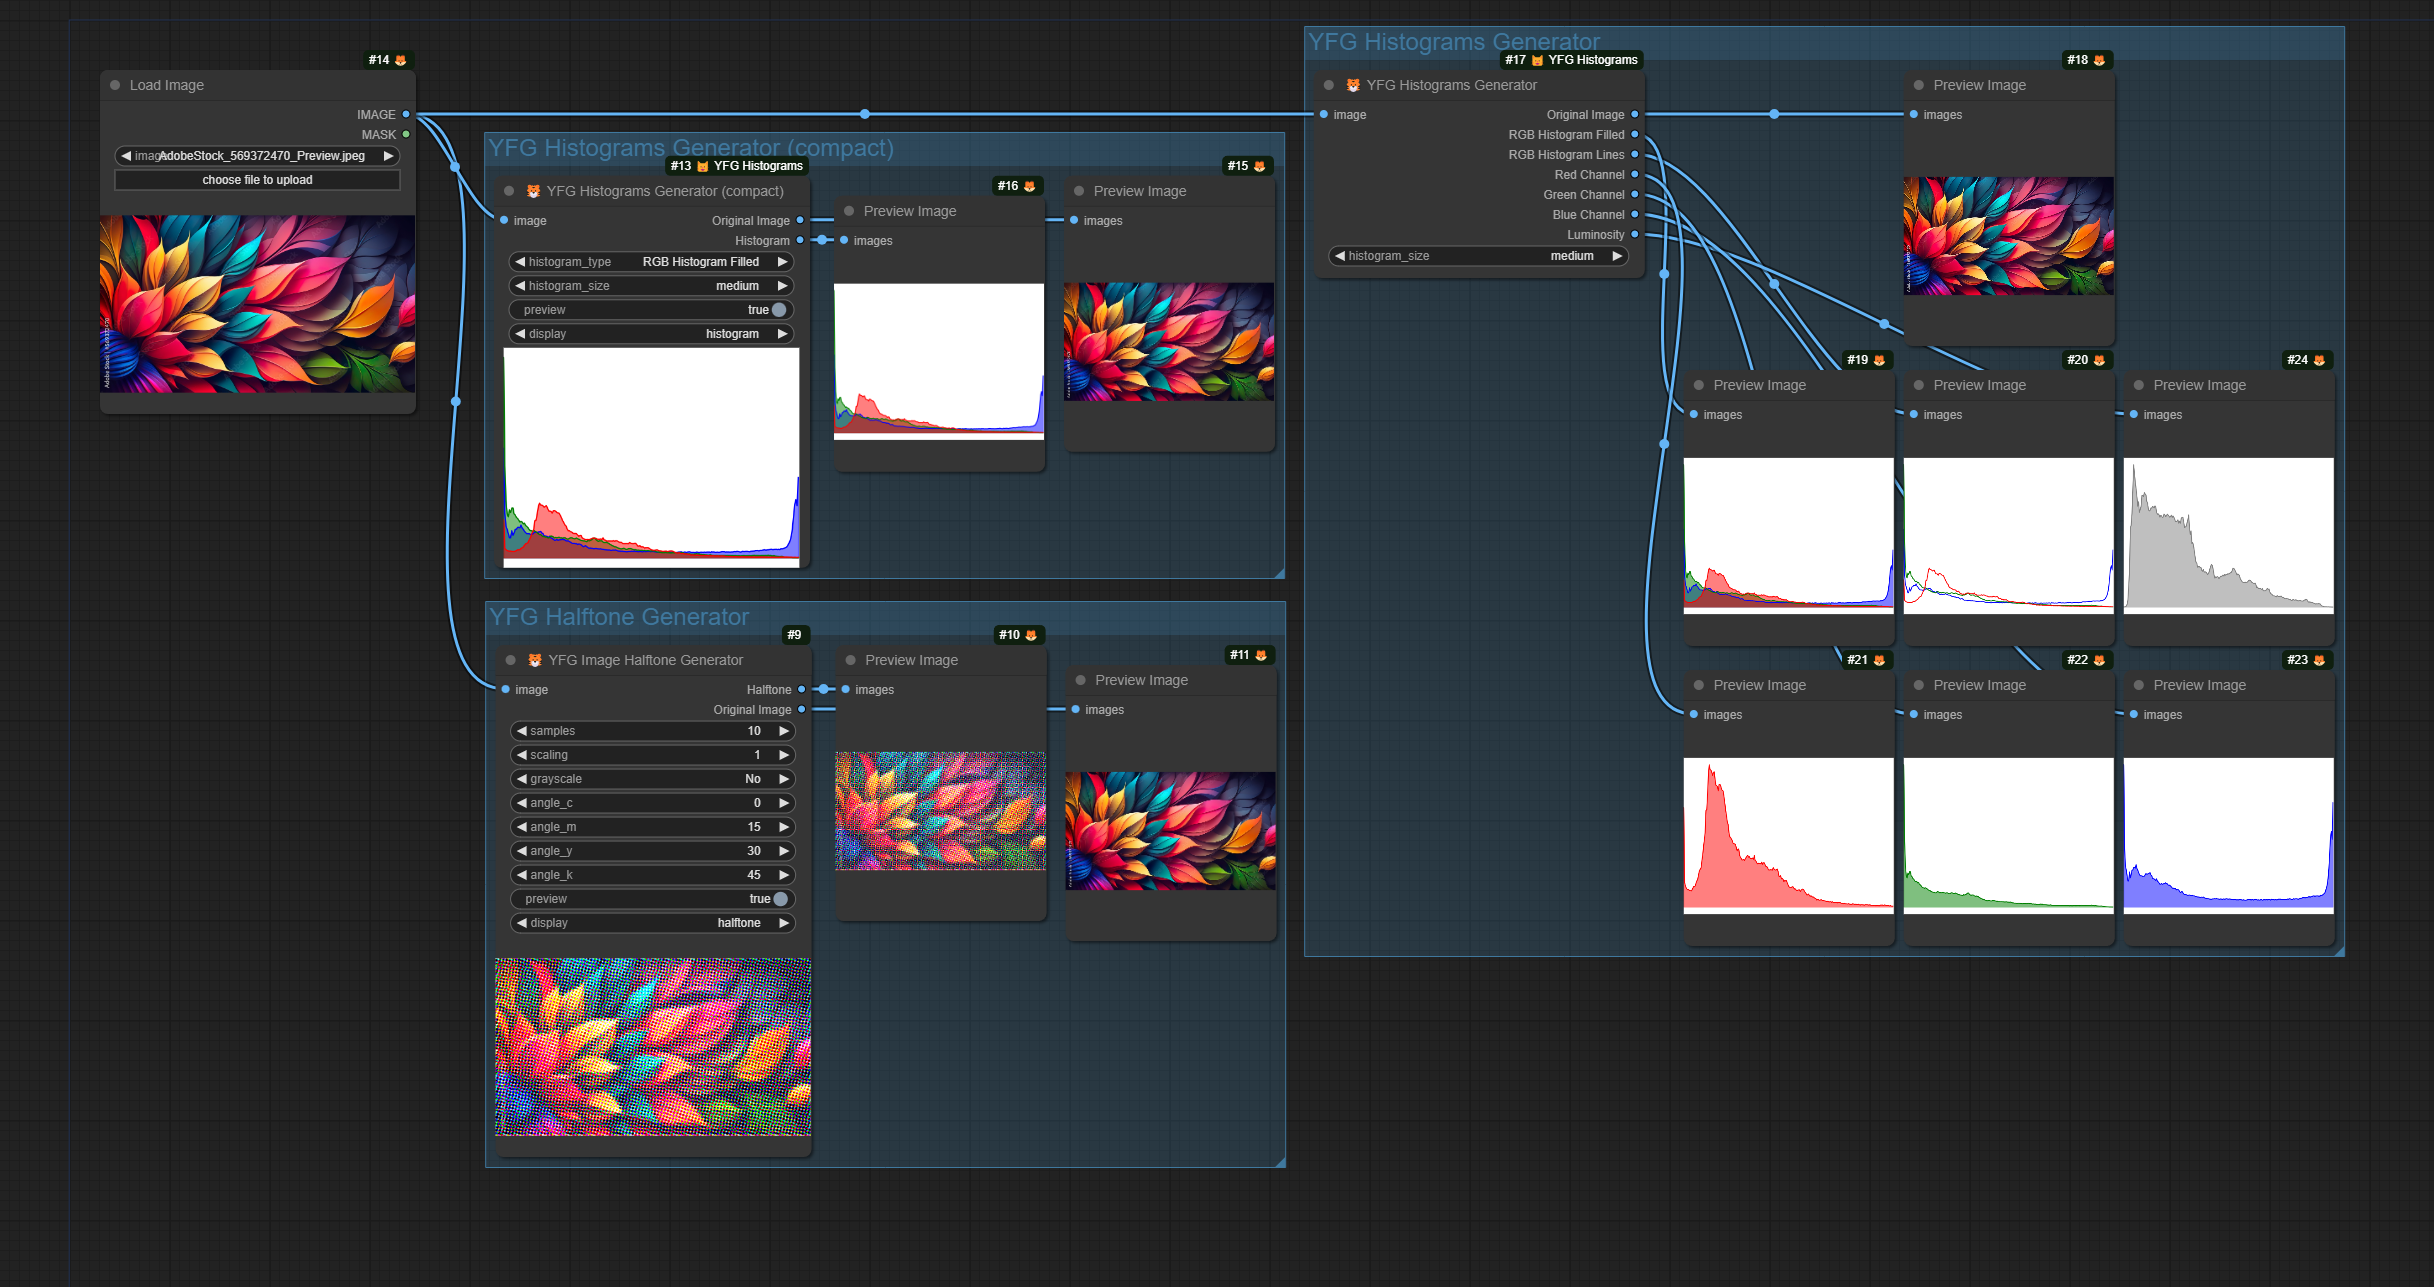 #14
Load Image
IMAGE
MASK
image AdobeStock_569372470_Preview.jpeg
choose file to upload
Adobe Stock | #569372470
YFG Histograms Generator (compact)
#13 YFG Histograms
YFG Histograms Generator (compact)
image
Original Image
Histogram
histogram_type RGB Histogram Filled
histogram_size medium
preview true
display histogram
#16
Preview Image
images
#15
Preview Image
images
YFG Halftone Generator
#9
YFG Image Halftone Generator
image
Halftone
Original Image
samples 10
scaling 1
grayscale No
angle_c 0
angle_m 15
angle_y 30
angle_k 45
preview true
display halftone
#10
Preview Image
images
#11
Preview Image
images
YFG Histograms Generator
#17 YFG Histograms
YFG Histograms Generator
image
Original Image
RGB Histogram Filled
RGB Histogram Lines
Red Channel
Green Channel
Blue Channel
Luminosity
histogram_size medium
#18
Preview Image
images
#19
Preview Image
images
#20
Preview Image
images
#24
Preview Image
images
#21
Preview Image
images
#22
Preview Image
images
#23
Preview Image
images